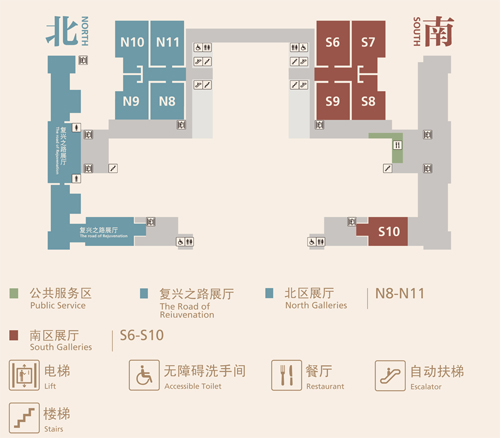 北 NORTH
SOUTH 南
N10 N11
S6 S7
N9 N8
S9 S8
复兴之路展厅
The road of Rejuvenation
复兴之路展厅
The road of Rejuvenation
S10
公共服务区
Public Service
复兴之路展厅
The Road of
Reiuvenation
北区展厅
North Galleries
N8-N11
南区展厅
South Galleries
S6-S10
电梯
Lift
无障碍洗手间
Accessible Toilet
餐厅
Restaurant
自动扶梯
Escalator
楼梯
Stairs